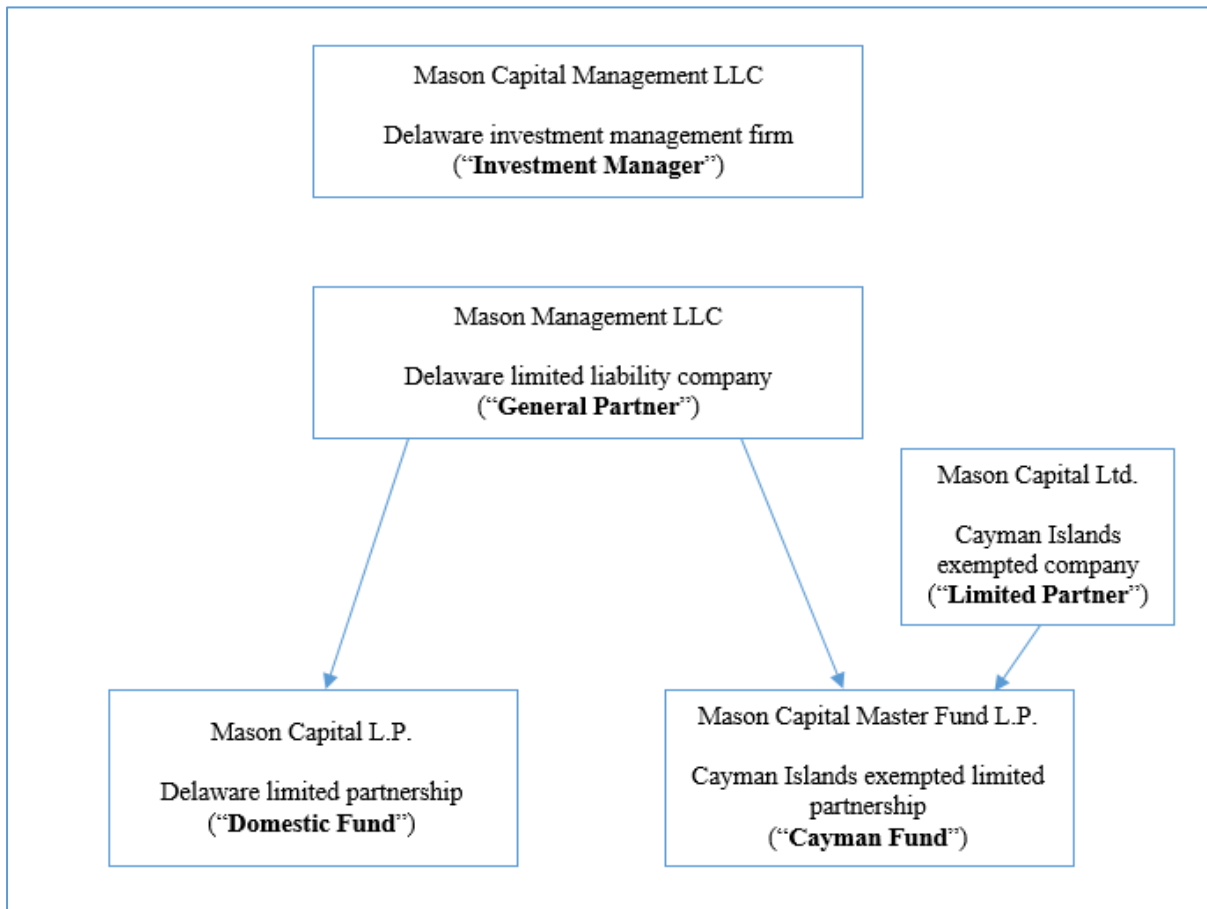 Mason Capital Management LLC
Delaware investment management firm
(“Investment Manager”)
Mason Management LLC
Delaware limited liability company
(“General Partner”)
Mason Capital Ltd.
Cayman Islands
exempted company
(“Limited Partner”)
Mason Capital L.P.
Delaware limited partnership
(“Domestic Fund”)
Mason Capital Master Fund L.P.
Cayman Islands exempted limited
partnership
(“Cayman Fund”)